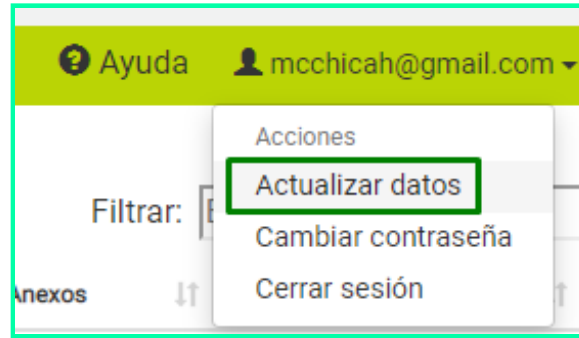 Ayuda mcchicah@gmail.com
Acciones
Actualizar datos
Filtrar:
Cambiar contraseña
Anexos
Cerrar sesión